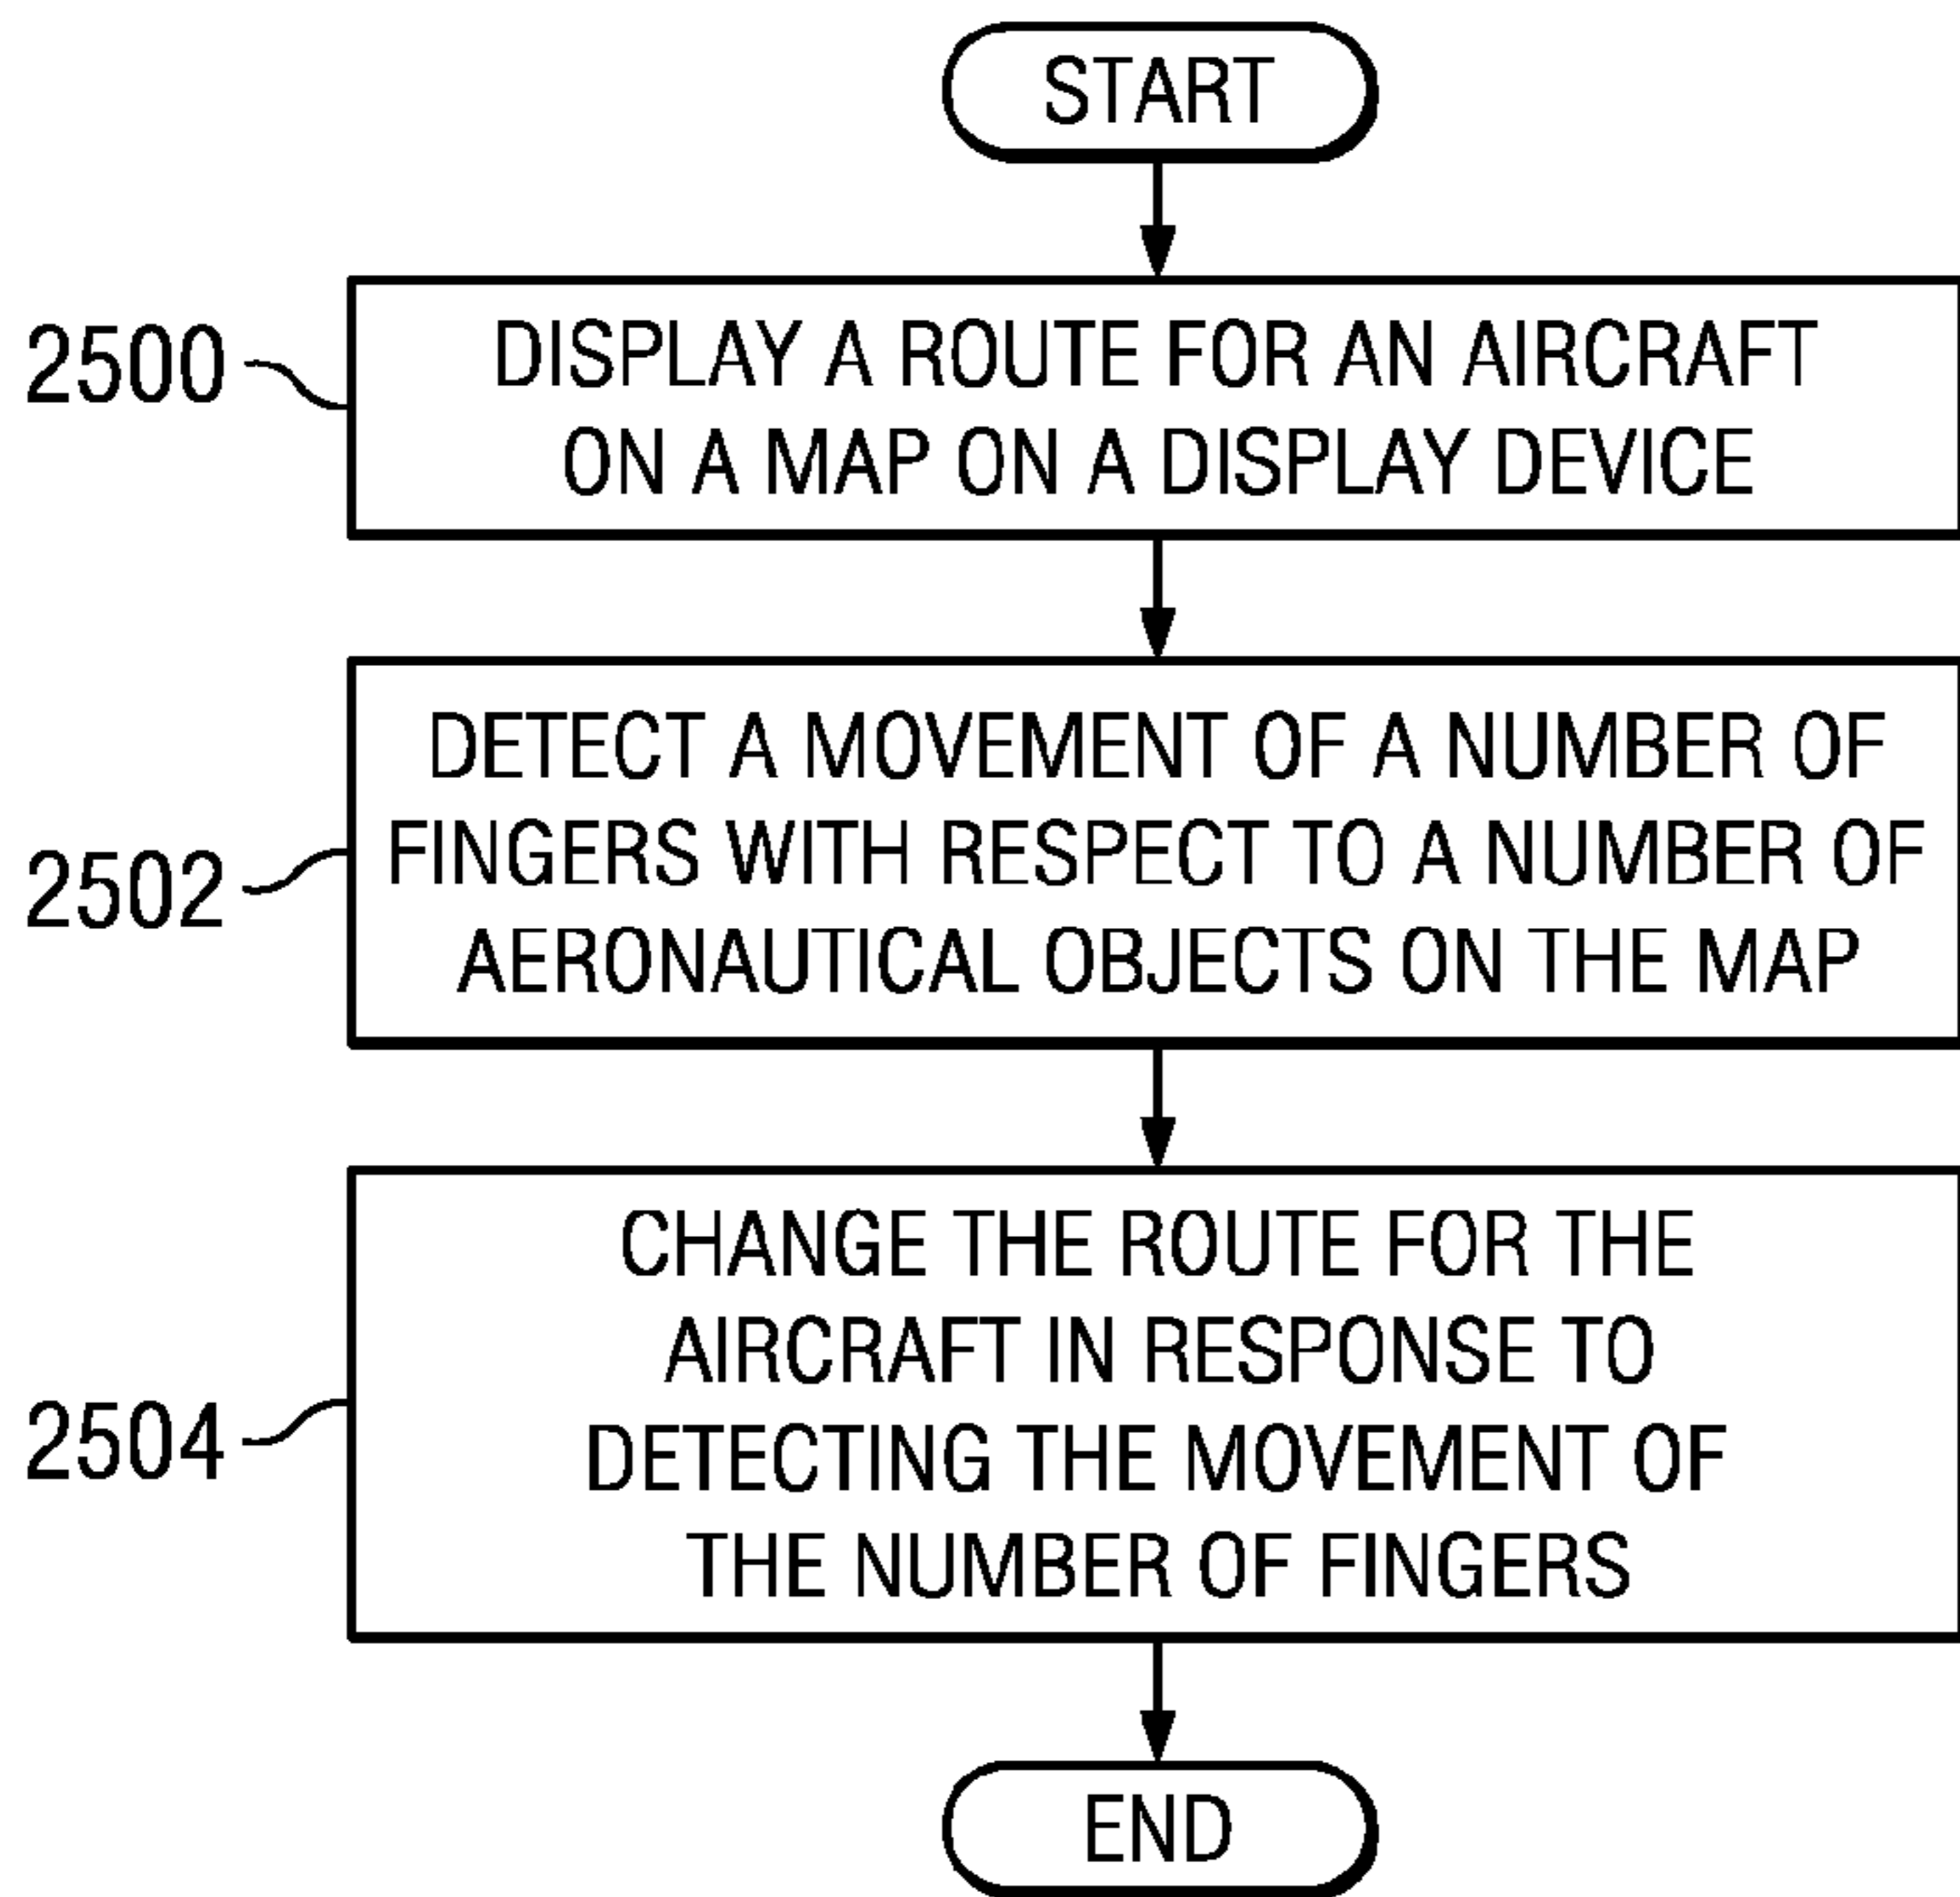 START
2500
DISPLAY A ROUTE FOR AN AIRCRAFT
ON A MAP ON A DISPLAY DEVICE
2502
DETECT A MOVEMENT OF A NUMBER OF
FINGERS WITH RESPECT TO A NUMBER OF
AERONAUTICAL OBJECTS ON THE MAP
2504
CHANGE THE ROUTE FOR THE
AIRCRAFT IN RESPONSE TO
DETECTING THE MOVEMENT OF
THE NUMBER OF FINGERS
END